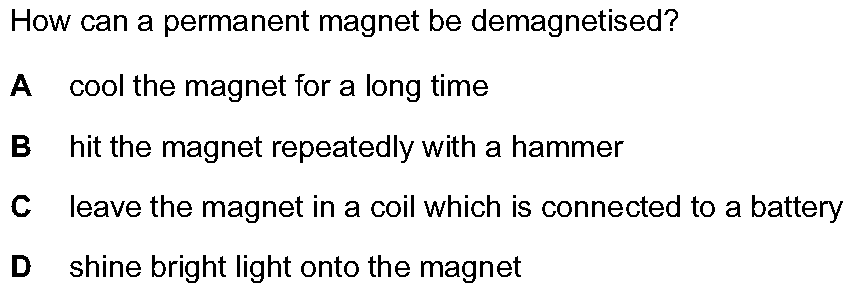 How can a permanent magnet be demagnetised?
A cool the magnet for a long time
B hit the magnet repeatedly with a hammer
C leave the magnet in a coil which is connected to a battery
D shine bright light onto the magnet